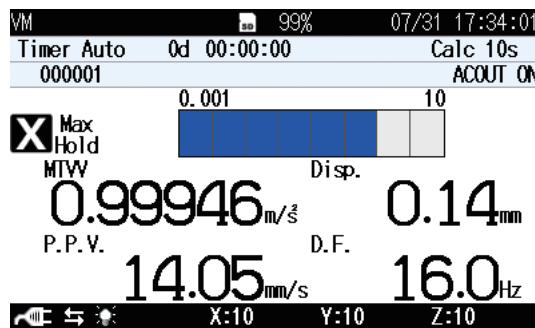 VM SD 99% 07/31 17:34:01
Timer Auto 0d 00:00:00 Calc 10s
000001 ACOUT ON
0.001 10
X Max
Hold
MTVV Disp.
0.99946m/s² 0.14mm
P.P.V. D.F.
14.05mm/s 16.0Hz
X:10 Y:10 Z:10